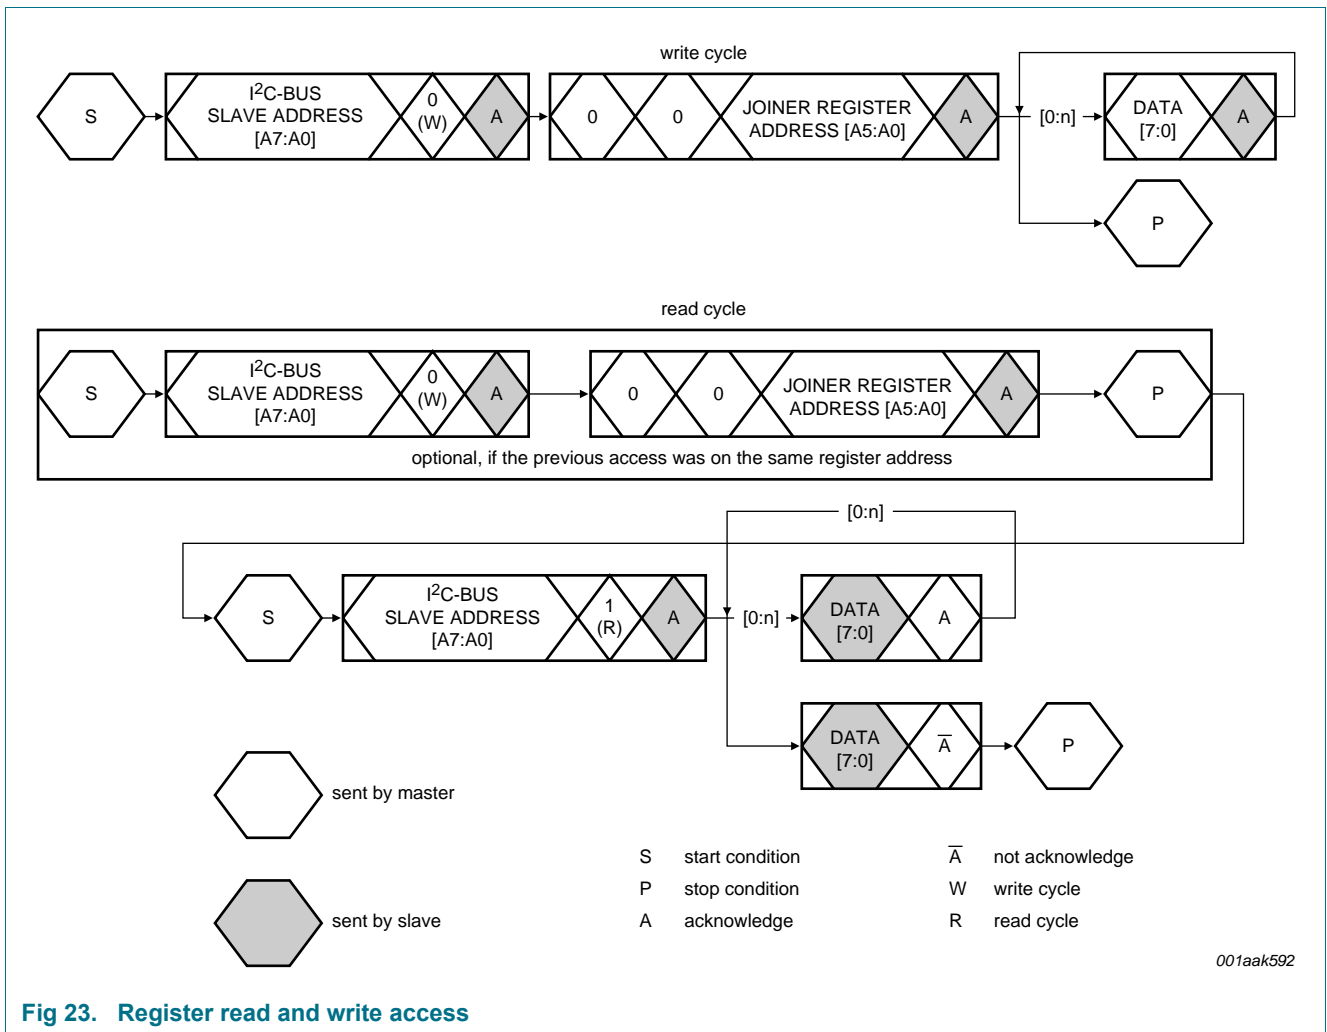 write cycle
S
I2C-BUS
SLAVE ADDRESS
[A7:A0]
0
(W)
A
0
0
JOINER REGISTER
ADDRESS [A5:A0]
A
[0:n]
DATA
[7:0]
A
P
read cycle
S
I2C-BUS
SLAVE ADDRESS
[A7:A0]
0
(W)
A
0
0
JOINER REGISTER
ADDRESS [A5:A0]
A
P
optional, if the previous access was on the same register address
[0:n]
S
I2C-BUS
SLAVE ADDRESS
[A7:A0]
1
(R)
A
[0:n]
DATA
[7:0]
A
DATA
[7:0]
A̅
P
sent by master
sent by slave
S start condition
P stop condition
A acknowledge
A̅ not acknowledge
W write cycle
R read cycle
001aak592
Fig 23. Register read and write access